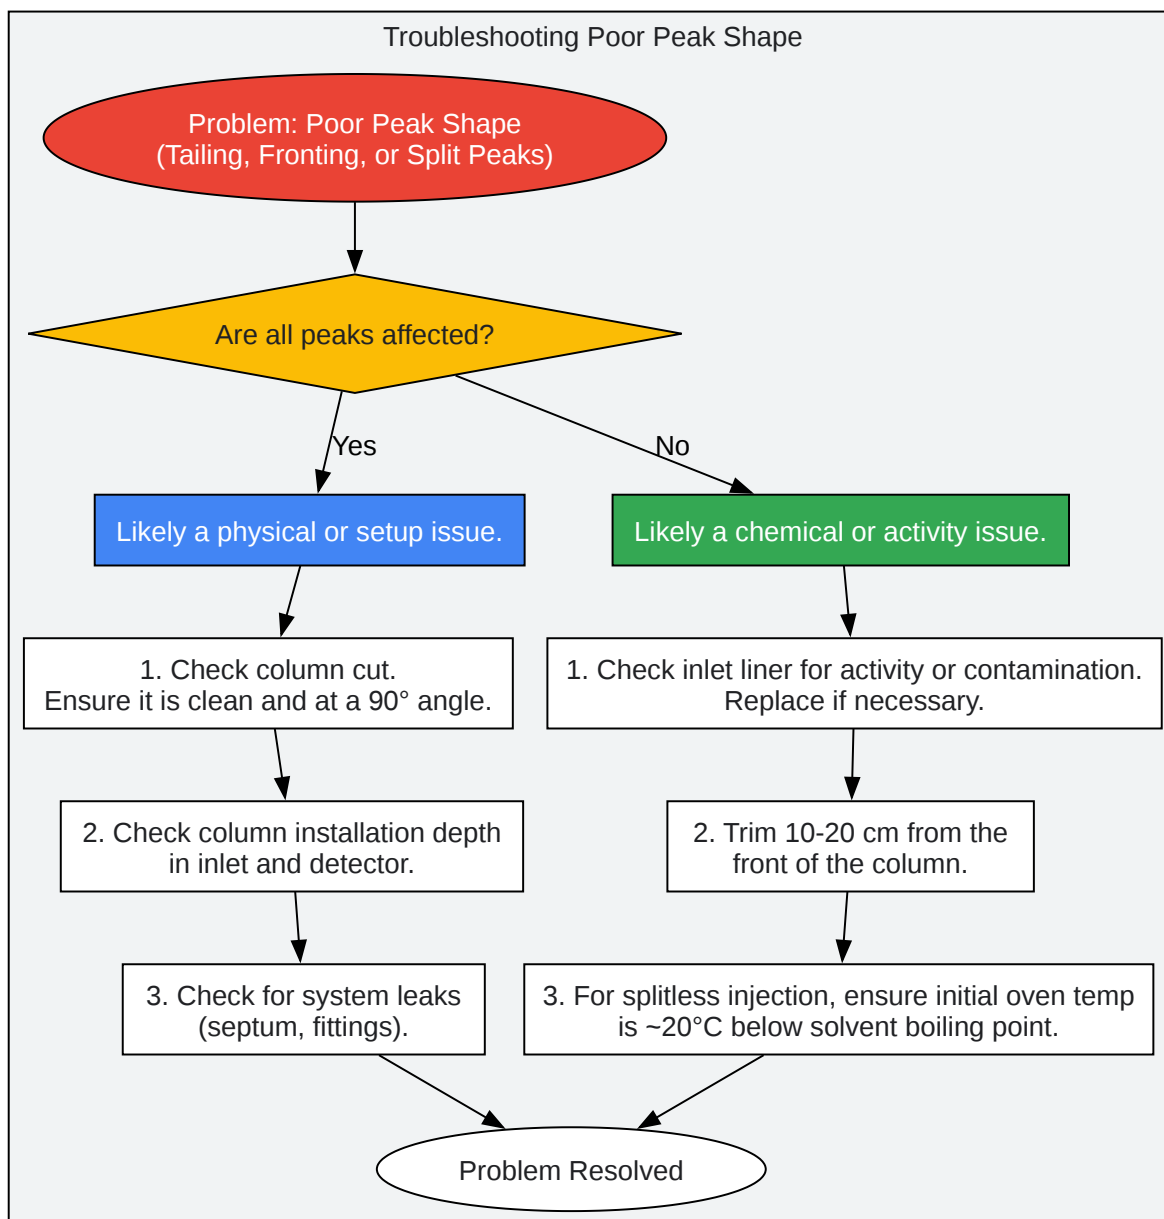 Troubleshooting Poor Peak Shape
Problem: Poor Peak Shape
(Tailing, Fronting, or Split Peaks)
Are all peaks affected?
Yes
No
Likely a physical or setup issue.
Likely a chemical or activity issue.
1. Check column cut.
Ensure it is clean and at a 90° angle.
1. Check inlet liner for activity or contamination.
Replace if necessary.
2. Check column installation depth
in inlet and detector.
2. Trim 10-20 cm from the
front of the column.
3. Check for system leaks
(septum, fittings).
3. For splitless injection, ensure initial oven temp
is ~20°C below solvent boiling point.
Problem Resolved